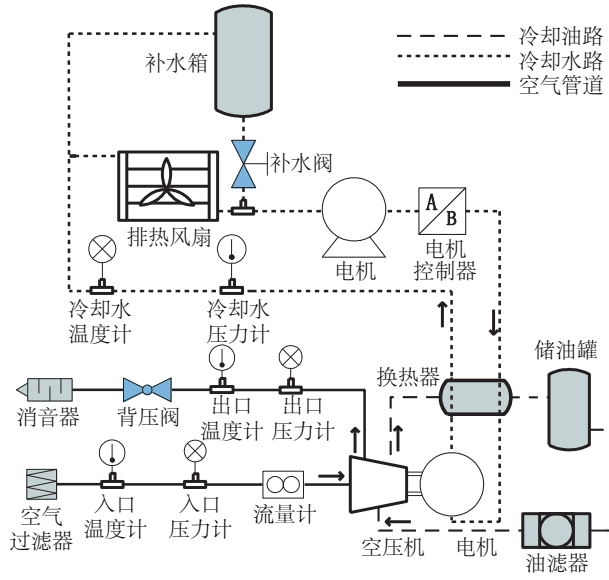 冷却油路
冷却水路
空气管道
补水箱
补水阀
排热风扇
A
B
电机
电机
控制器
冷却水
温度计
冷却水
压力计
换热器
储油罐
消音器
背压阀
出口
温度计
出口
压力计
空气
过滤器
入口
温度计
入口
压力计
流量计
空压机
电机
油滤器